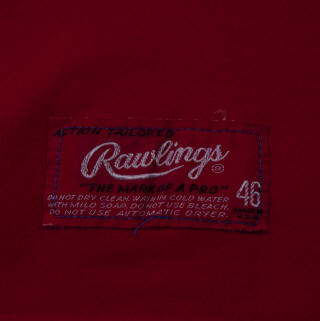 ACTION TAILORED
Rawlings ®
"THE MARK OF A PRO"
46
DO NOT DRY CLEAN. WASH IN COLD WATER
WITH MILD SOAP. DO NOT USE BLEACH.
DO NOT USE AUTOMATIC DRYER.